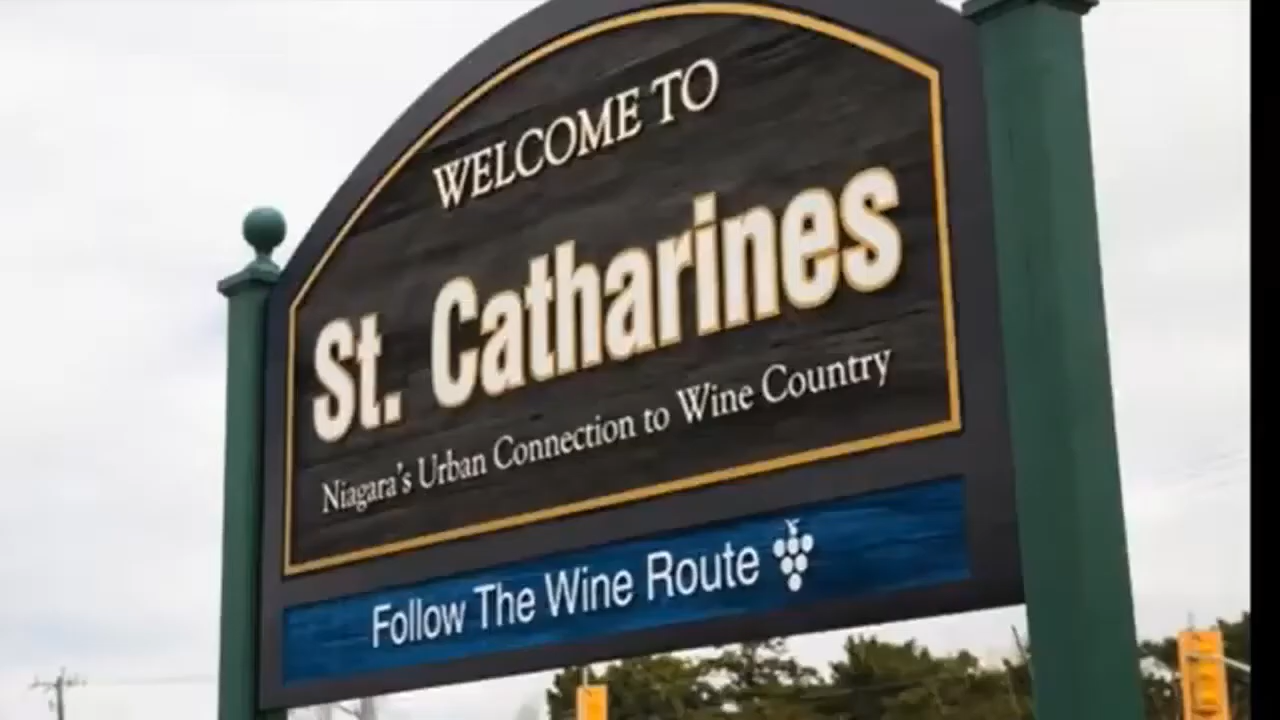 WELCOME TO
St. Catharines
Niagara's Urban Connection to Wine Country
Follow The Wine Route